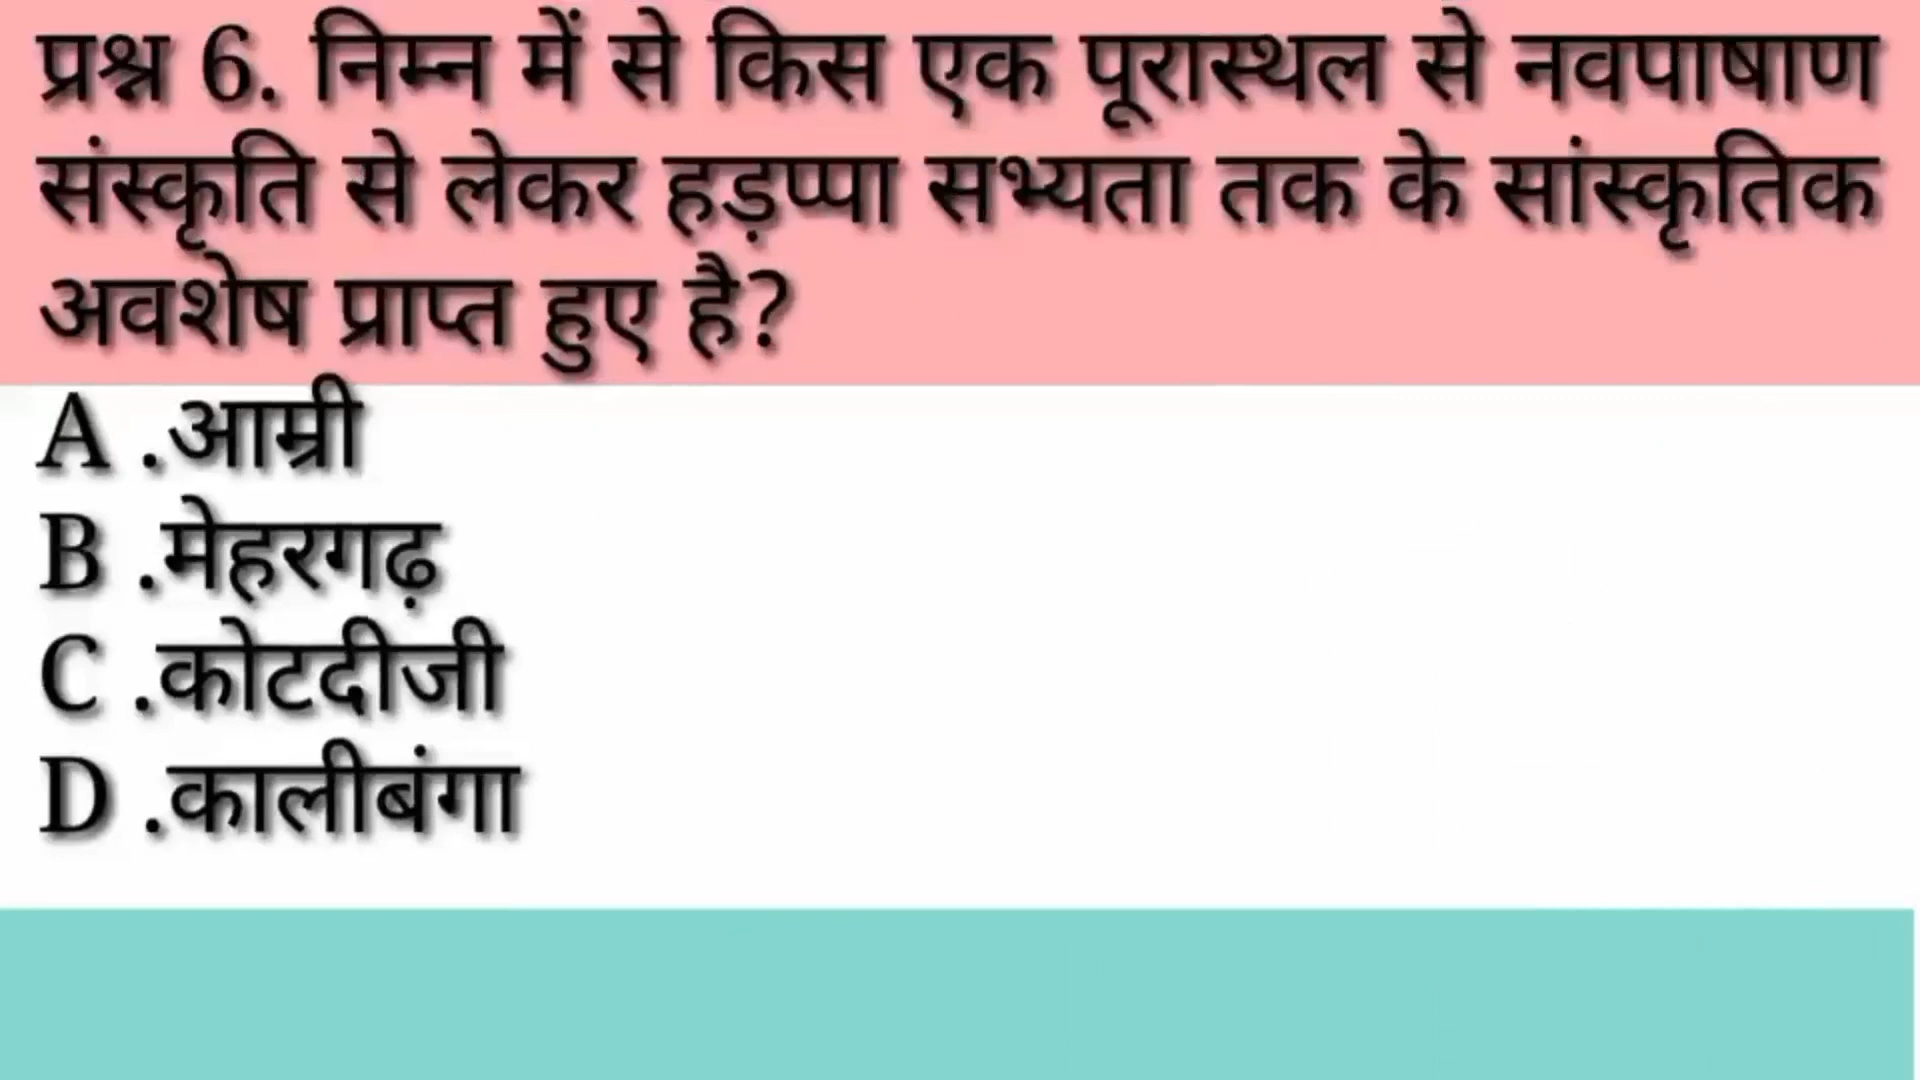 प्रश्न 6. निम्न में से किस एक पूरास्थल से नवपाषाण
संस्कृति से लेकर हड़प्पा सभ्यता तक के सांस्कृतिक
अवशेष प्राप्त हुए है?
A .आम्री
B .मेहरगढ़
C .कोटदीजी
D .कालीबंगा